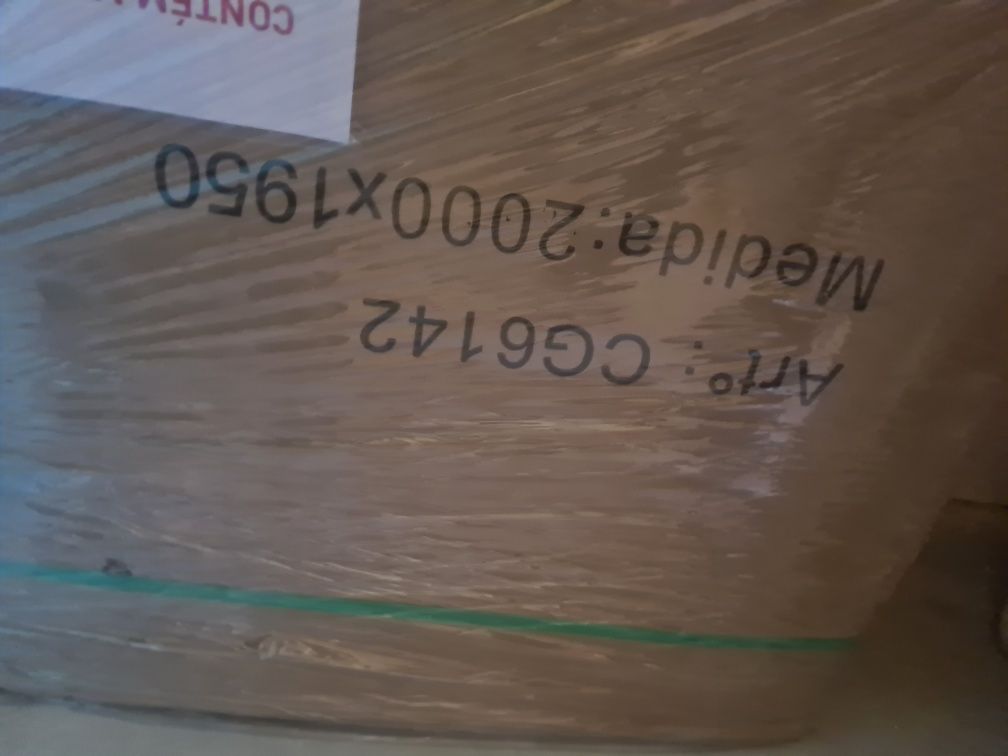 Artº: CG6142
Medida:2000x1950
CONTÉM